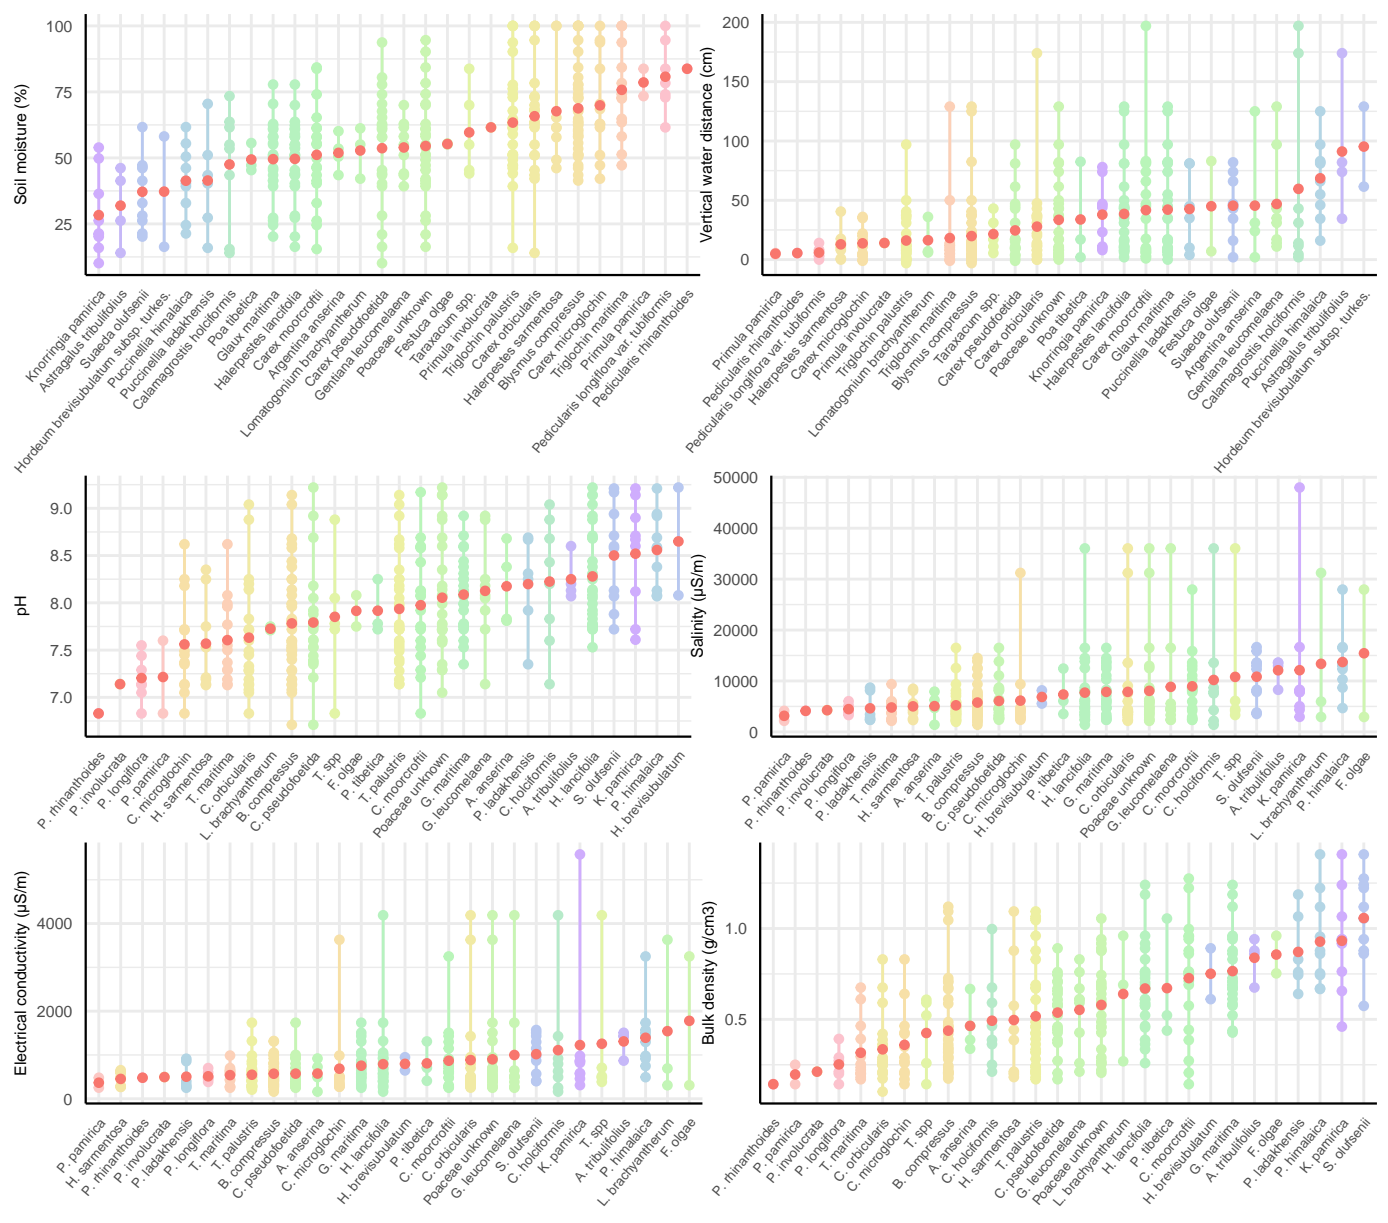 Soil moisture (%)
100
75
50
25
Knorringia pamirica
Astragalus tribulifolius
Suaeda olufsenii
Hordeum brevisubulatum subsp. turkes.
Puccinellia himalaica
Puccinellia ladakhensis
Calamagrostis holciformis
Poa tibetica
Glaux maritima
Halerpestes lancifolia
Carex moorcroftii
Argentina anserina
Lomatogonium brachyantherum
Carex pseudofoetida
Gentiana leucomelaena
Poaceae unknown
Festuca olgae
Taraxacum spp.
Primula involucrata
Triglochin palustris
Carex orbicularis
Halerpestes sarmentosa
Blysmus compressus
Carex microglochin
Triglochin maritima
Primula pamirica
Pedicularis longiflora var. tubiformis
Pedicularis rhinanthoides
Vertical water distance (cm)
200
150
100
50
0
Primula pamirica
Pedicularis rhinanthoides
Pedicularis longiflora var. tubiformis
Halerpestes sarmentosa
Carex microglochin
Primula involucrata
Triglochin palustris
Lomatogonium brachyantherum
Triglochin maritima
Blysmus compressus
Taraxacum spp.
Carex pseudofoetida
Carex orbicularis
Poaceae unknown
Poa tibetica
Knorringia pamirica
Halerpestes lancifolia
Carex moorcroftii
Glaux maritima
Puccinellia ladakhensis
Festuca olgae
Suaeda olufsenii
Argentina anserina
Gentiana leucomelaena
Calamagrostis holciformis
Puccinellia himalaica
Astragalus tribulifolius
Hordeum brevisubulatum subsp. turkes.
pH
9.0
8.5
8.0
7.5
7.0
P. rhinanthoides
P. involucrata
P. longiflora
P. pamirica
C. microglochin
H. sarmentosa
T. maritima
C. orbicularis
L. brachyantherum
B. compressus
C. pseudofoetida
T. spp
F. olgae
P. tibetica
T. palustris
C. moorcroftii
Poaceae unknown
G. maritima
G. leucomelaena
A. anserina
P. ladakhensis
C. holciformis
A. tribulifolius
H. lancifolia
S. olufsenii
K. pamirica
P. himalaica
H. brevisubulatum
Salinity (µS/m)
50000
40000
30000
20000
10000
0
P. pamirica
P. rhinanthoides
P. involucrata
P. longiflora
P. ladakhensis
T. maritima
H. sarmentosa
A. anserina
T. palustris
B. compressus
C. pseudofoetida
C. microglochin
H. brevisubulatum
P. tibetica
H. lancifolia
G. maritima
C. orbicularis
Poaceae unknown
G. leucomelaena
C. moorcroftii
C. holciformis
T. spp
S. olufsenii
A. tribulifolius
K. pamirica
L. brachyantherum
P. himalaica
F. olgae
Electrical conductivity (µS/m)
4000
2000
0
P. pamirica
H. sarmentosa
P. rhinanthoides
P. involucrata
P. ladakhensis
P. longiflora
T. maritima
T. palustris
B. compressus
C. pseudofoetida
A. anserina
C. microglochin
G. maritima
H. lancifolia
H. brevisubulatum
P. tibetica
C. moorcroftii
C. orbicularis
Poaceae unknown
G. leucomelaena
S. olufsenii
C. holciformis
K. pamirica
T. spp
A. tribulifolius
P. himalaica
L. brachyantherum
F. olgae
Bulk density (g/cm3)
1.0
0.5
P. rhinanthoides
P. pamirica
P. involucrata
P. longiflora
T. maritima
C. orbicularis
C. microglochin
T. spp
B. compressus
A. anserina
C. holciformis
H. sarmentosa
T. palustris
C. pseudofoetida
G. leucomelaena
Poaceae unknown
L. brachyantherum
H. lancifolia
P. tibetica
C. moorcroftii
H. brevisubulatum
G. maritima
A. tribulifolius
F. olgae
P. ladakhensis
P. himalaica
K. pamirica
S. olufsenii